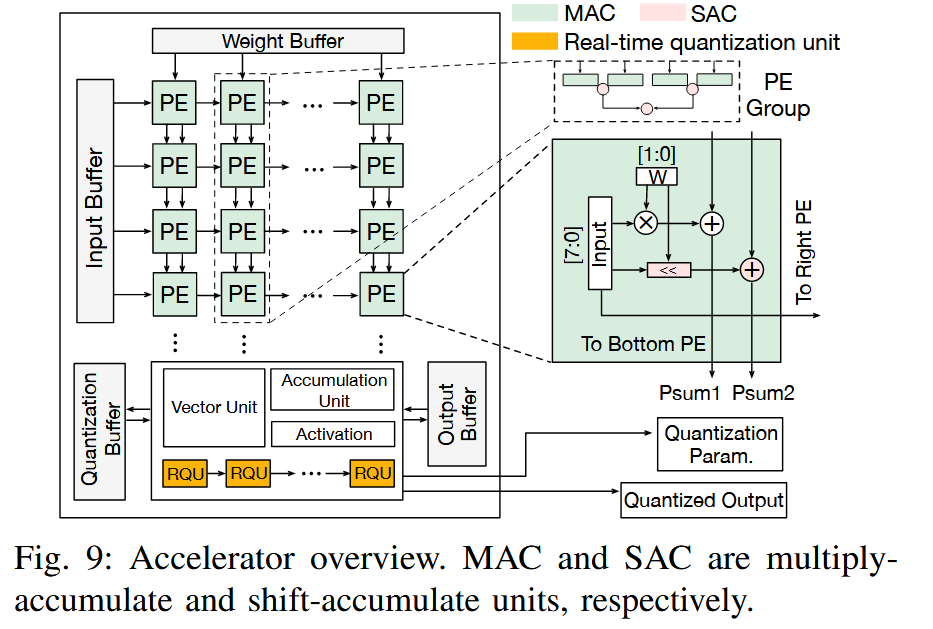 MAC
SAC
Real-time quantization unit
Weight Buffer
Input Buffer
PE
PE
...
PE
PE
PE
...
PE
PE
PE
...
PE
PE
PE
...
PE
PE
Group
[1:0]
W
[7:0]
Input
<<
To Right PE
To Bottom PE
Psum1
Psum2
Quantization
Buffer
Vector Unit
Accumulation
Unit
Activation
RQU
RQU
...
RQU
Output
Buffer
Quantization
Param.
Quantized Output
Fig. 9: Accelerator overview. MAC and SAC are multiply-
accumulate and shift-accumulate units, respectively.